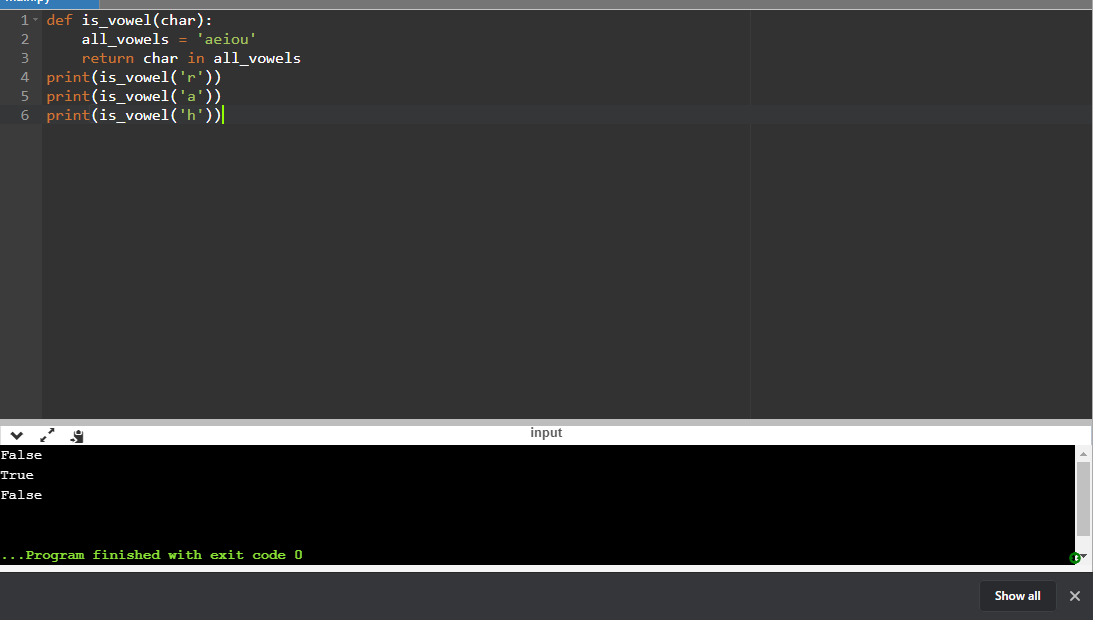 1 def is_vowel(char):
2     all_vowels = 'aeiou'
3     return char in all_vowels
4 print(is_vowel('r'))
5 print(is_vowel('a'))
6 print(is_vowel('h'))
input
False
True
False
...Program finished with exit code 0
Show all